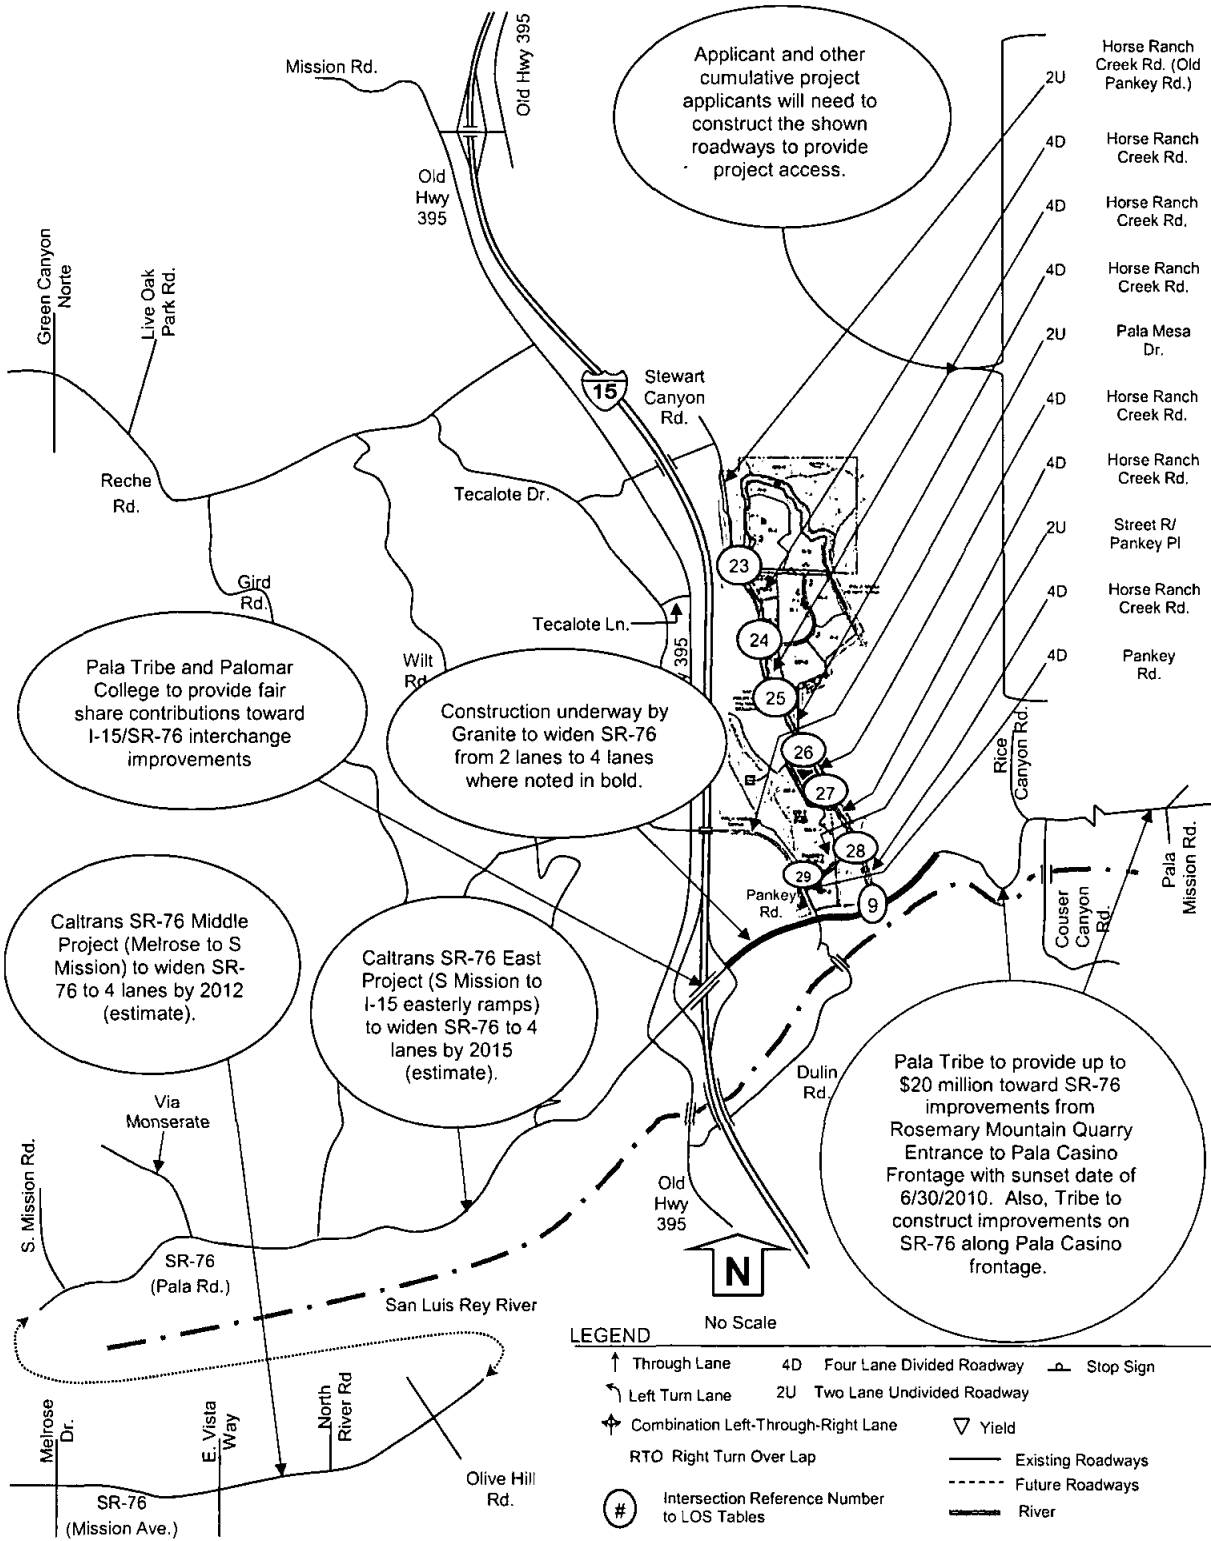 Mission Rd.
Old Hwy 395
Old
Hwy
395
Applicant and other
cumulative project
applicants will need to
construct the shown
roadways to provide
project access.
2U
Horse Ranch
Creek Rd. (Old
Pankey Rd.)
4D
Horse Ranch
Creek Rd.
4D
Horse Ranch
Creek Rd.
4D
Horse Ranch
Creek Rd.
2U
Pala Mesa
Dr.
4D
Horse Ranch
Creek Rd.
4D
Horse Ranch
Creek Rd.
2U
Street R/
Pankey Pl
4D
Horse Ranch
Creek Rd.
4D
Pankey
Rd.
Green Canyon
Norte
Live Oak
Park Rd.
15
Stewart
Canyon
Rd.
Reche
Rd.
Tecalote Dr.
Gird
Rd.
Tecalote Ln.
Wilt
Rd
395
23
24
25
26
27
28
29
9
Pankey
Rd.
Rice
Canyon Rd.
Couser
Canyon
Rd.
Pala
Mission Rd.
Pala Tribe and Palomar
College to provide fair
share contributions toward
I-15/SR-76 interchange
improvements
Construction underway by
Granite to widen SR-76
from 2 lanes to 4 lanes
where noted in bold.
Caltrans SR-76 Middle
Project (Melrose to S
Mission) to widen SR-
76 to 4 lanes by 2012
(estimate).
Caltrans SR-76 East
Project (S Mission to
I-15 easterly ramps)
to widen SR-76 to 4
lanes by 2015
(estimate).
Dulin
Rd.
Pala Tribe to provide up to
$20 million toward SR-76
improvements from
Rosemary Mountain Quarry
Entrance to Pala Casino
Frontage with sunset date of
6/30/2010. Also, Tribe to
construct improvements on
SR-76 along Pala Casino
frontage.
Via
Monserate
S. Mission Rd.
SR-76
(Pala Rd.)
San Luis Rey River
Old
Hwy
395
N
No Scale
Melrose
Dr.
E. Vista
Way
North
River Rd
SR-76
(Mission Ave.)
Olive Hill
Rd.
LEGEND
Through Lane
4D Four Lane Divided Roadway
Stop Sign
Left Turn Lane
2U Two Lane Undivided Roadway
Combination Left-Through-Right Lane
Yield
RTO Right Turn Over Lap
Existing Roadways
Future Roadways
# Intersection Reference Number
to LOS Tables
River